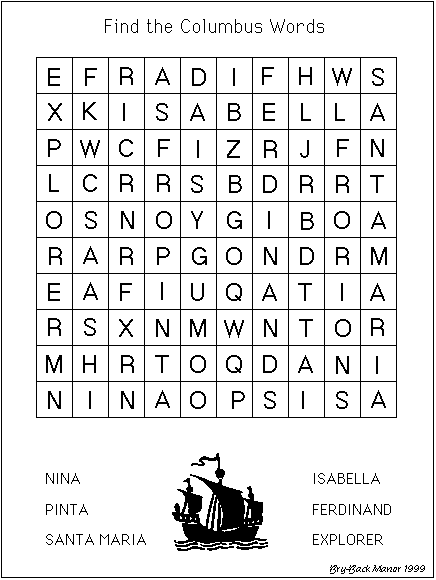 Find the Columbus Words
E F R A D I F H W S
X K I S A B E L L A
P W C F I Z R J F N
L C R R S B D R R T
O S N O Y G I B O A
R A R P G O N D R M
E A F I U Q A T I A
R S X N M W N T O R
M H R T O Q D A N I
N I N A O P S I S A
NINA ISABELLA
PINTA FERDINAND
SANTA MARIA EXPLORER
Bry-Back Manor 1999